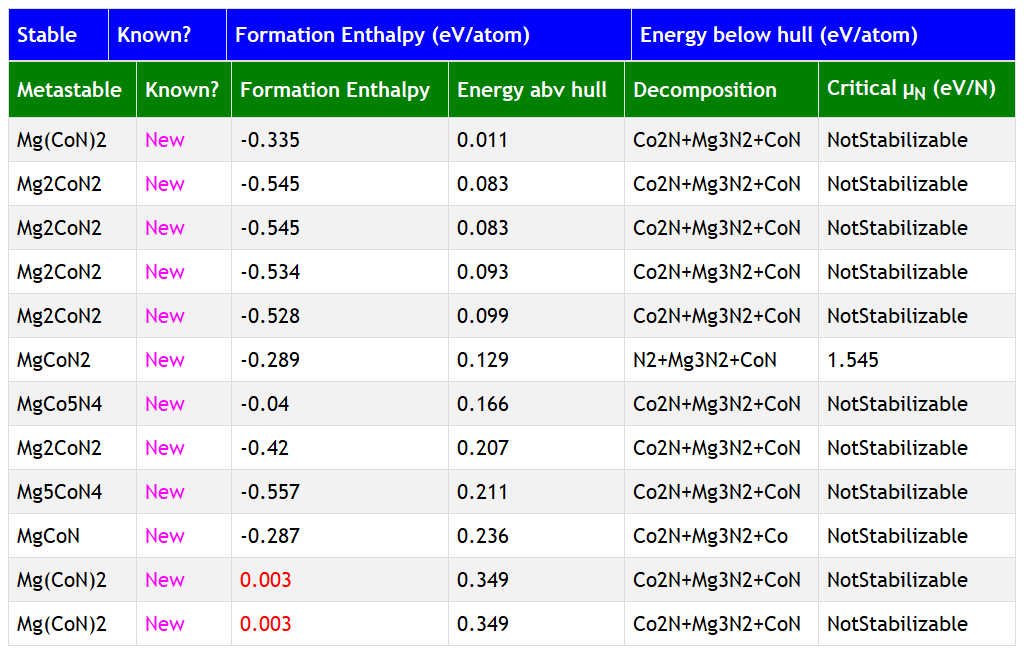 Stable Known? Formation Enthalpy (eV/atom) Energy below hull (eV/atom)
Metastable Known? Formation Enthalpy Energy abv hull Decomposition Critical μN (eV/N)
Mg(CoN)2 New -0.335 0.011 Co2N+Mg3N2+CoN NotStabilizable
Mg2CoN2 New -0.545 0.083 Co2N+Mg3N2+CoN NotStabilizable
Mg2CoN2 New -0.545 0.083 Co2N+Mg3N2+CoN NotStabilizable
Mg2CoN2 New -0.534 0.093 Co2N+Mg3N2+CoN NotStabilizable
Mg2CoN2 New -0.528 0.099 Co2N+Mg3N2+CoN NotStabilizable
MgCoN2 New -0.289 0.129 N2+Mg3N2+CoN 1.545
MgCo5N4 New -0.04 0.166 Co2N+Mg3N2+CoN NotStabilizable
Mg2CoN2 New -0.42 0.207 Co2N+Mg3N2+CoN NotStabilizable
Mg5CoN4 New -0.557 0.211 Co2N+Mg3N2+CoN NotStabilizable
MgCoN New -0.287 0.236 Co2N+Mg3N2+Co NotStabilizable
Mg(CoN)2 New 0.003 0.349 Co2N+Mg3N2+CoN NotStabilizable
Mg(CoN)2 New 0.003 0.349 Co2N+Mg3N2+CoN NotStabilizable